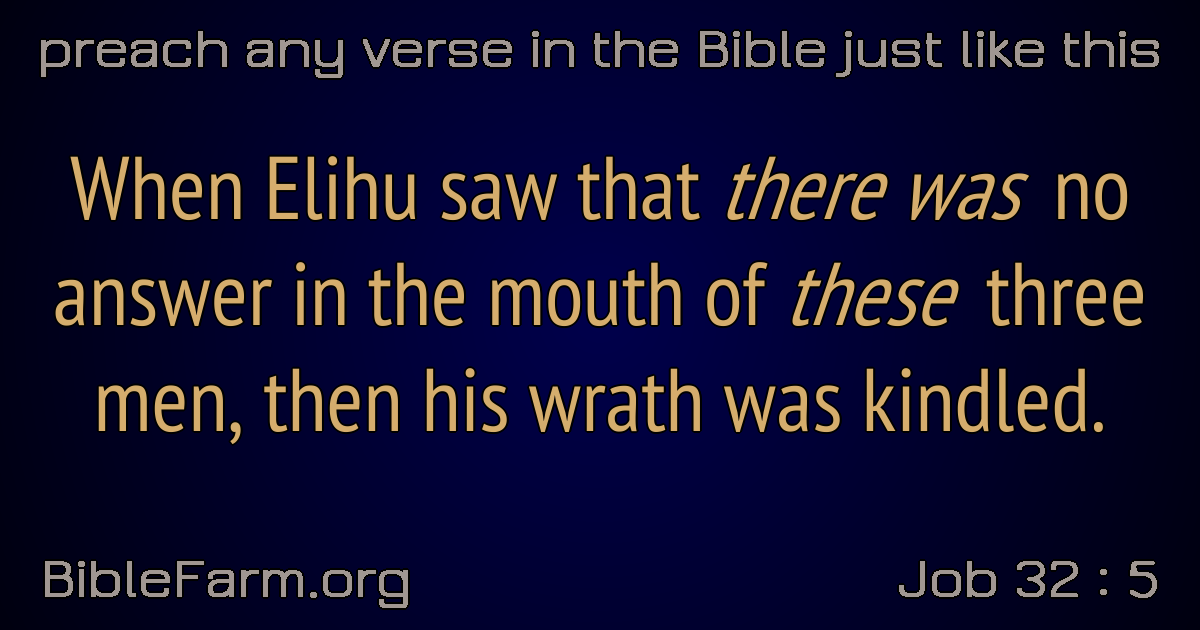 preach any verse in the Bible just like this
When Elihu saw that there was no
answer in the mouth of these three
men, then his wrath was kindled.
BibleFarm.org
Job 32 : 5